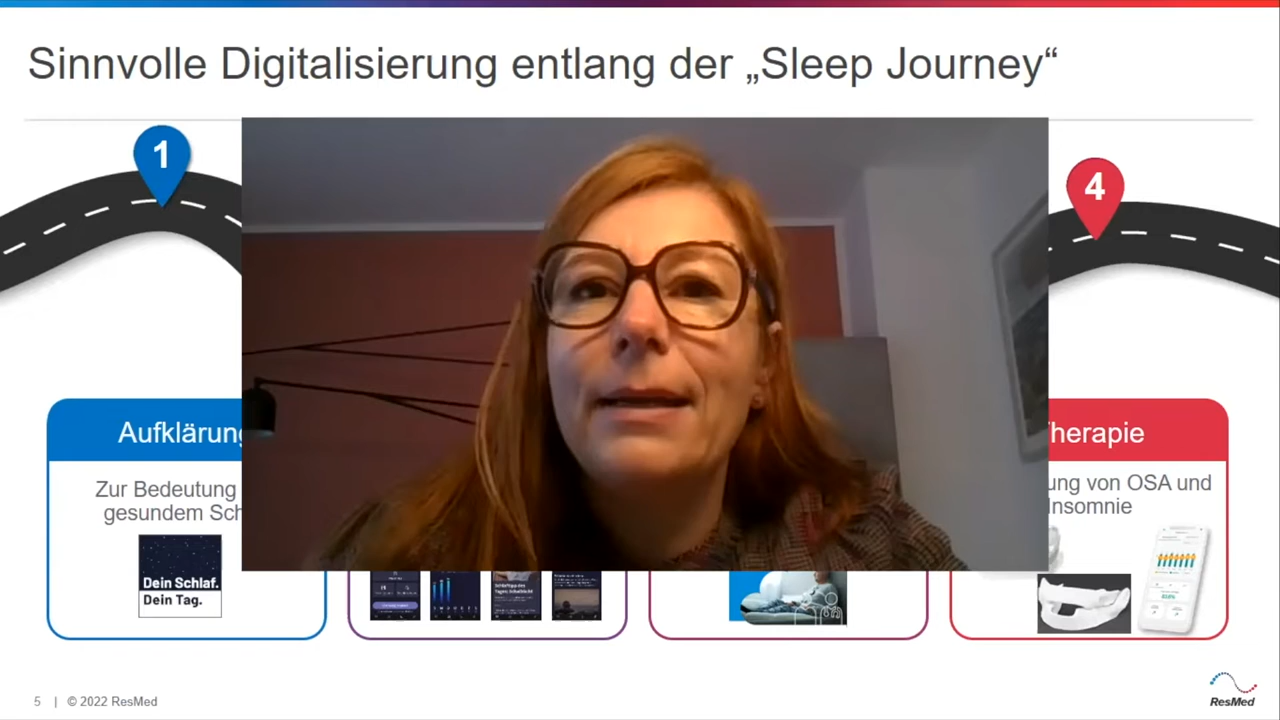 Sinnvolle Digitalisierung entlang der „Sleep Journey“
1
4
Aufklärung
Zur Bedeutung
gesundem Sch
Dein Schlaf.
Dein Tag.
Therapie
ung von OSA und
Insomnie
5 | © 2022 ResMed
ResMed